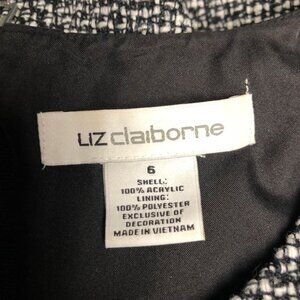 LIZ claiborne
6
SHELL:
100% ACRYLIC
LINING:
100% POLYESTER
EXCLUSIVE OF
DECORATION
MADE IN VIETNAM